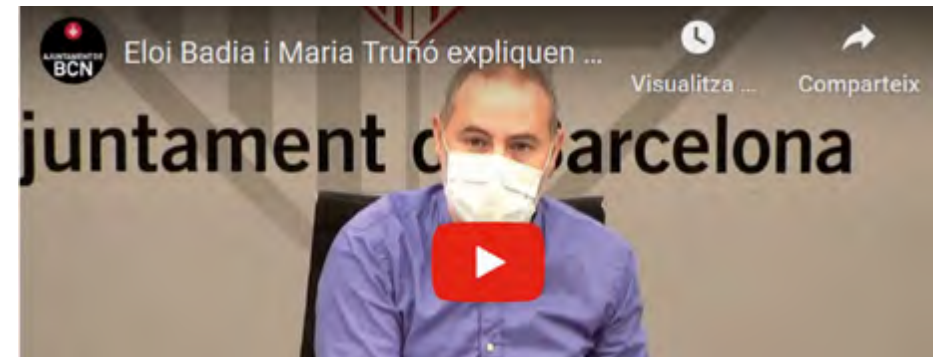 AJUNTAMENT DE
BCN
Eloi Badia i Maria Truñó expliquen ...
Visualitza ...
Comparteix
juntament d arcelona